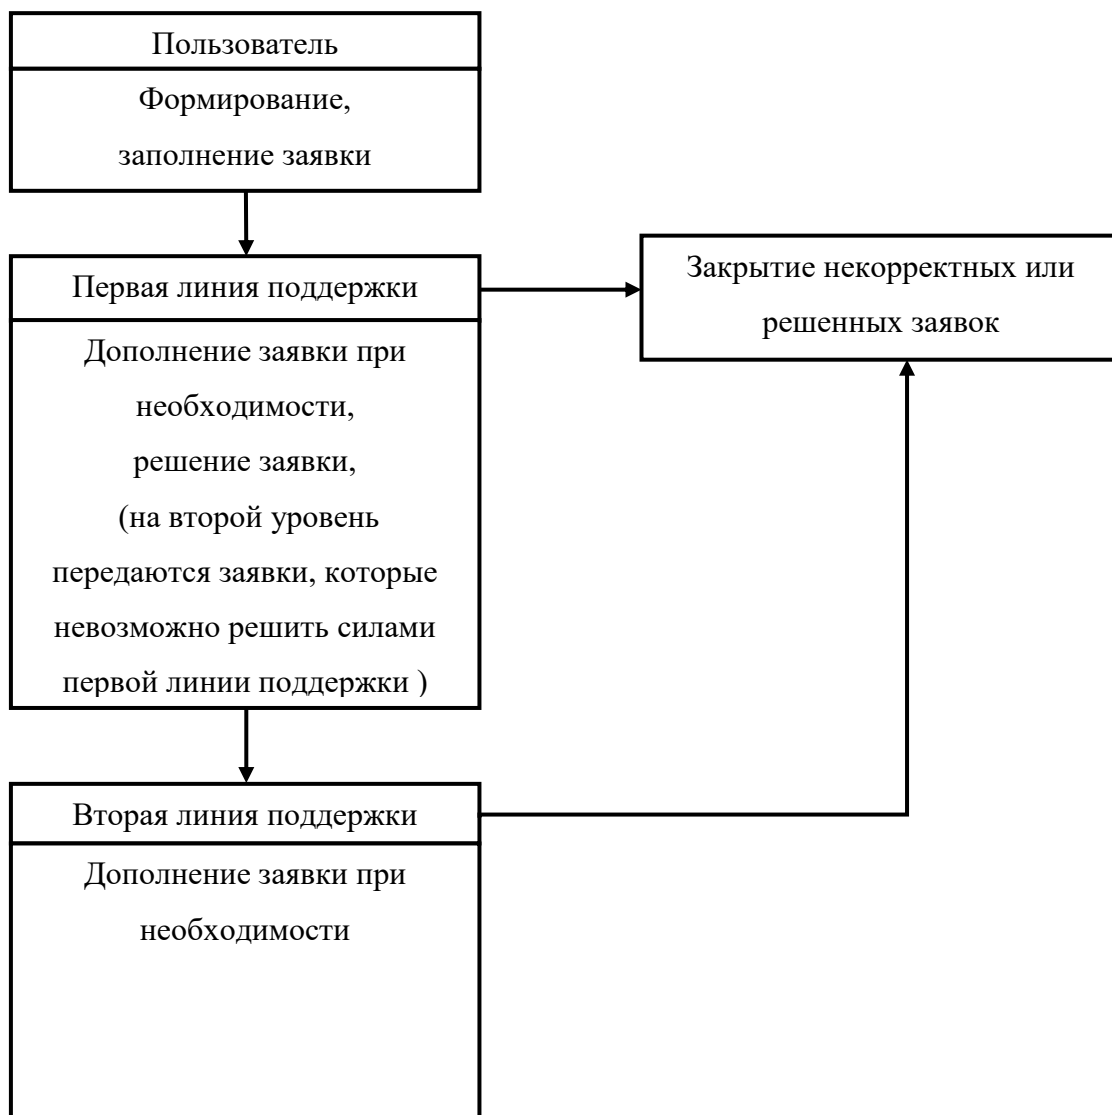 Пользователь
Формирование,
заполнение заявки
Первая линия поддержки
Дополнение заявки при
необходимости,
решение заявки,
(на второй уровень
передаются заявки, которые
невозможно решить силами
первой линии поддержки )
Закрытие некорректных или
решенных заявок
Вторая линия поддержки
Дополнение заявки при
необходимости